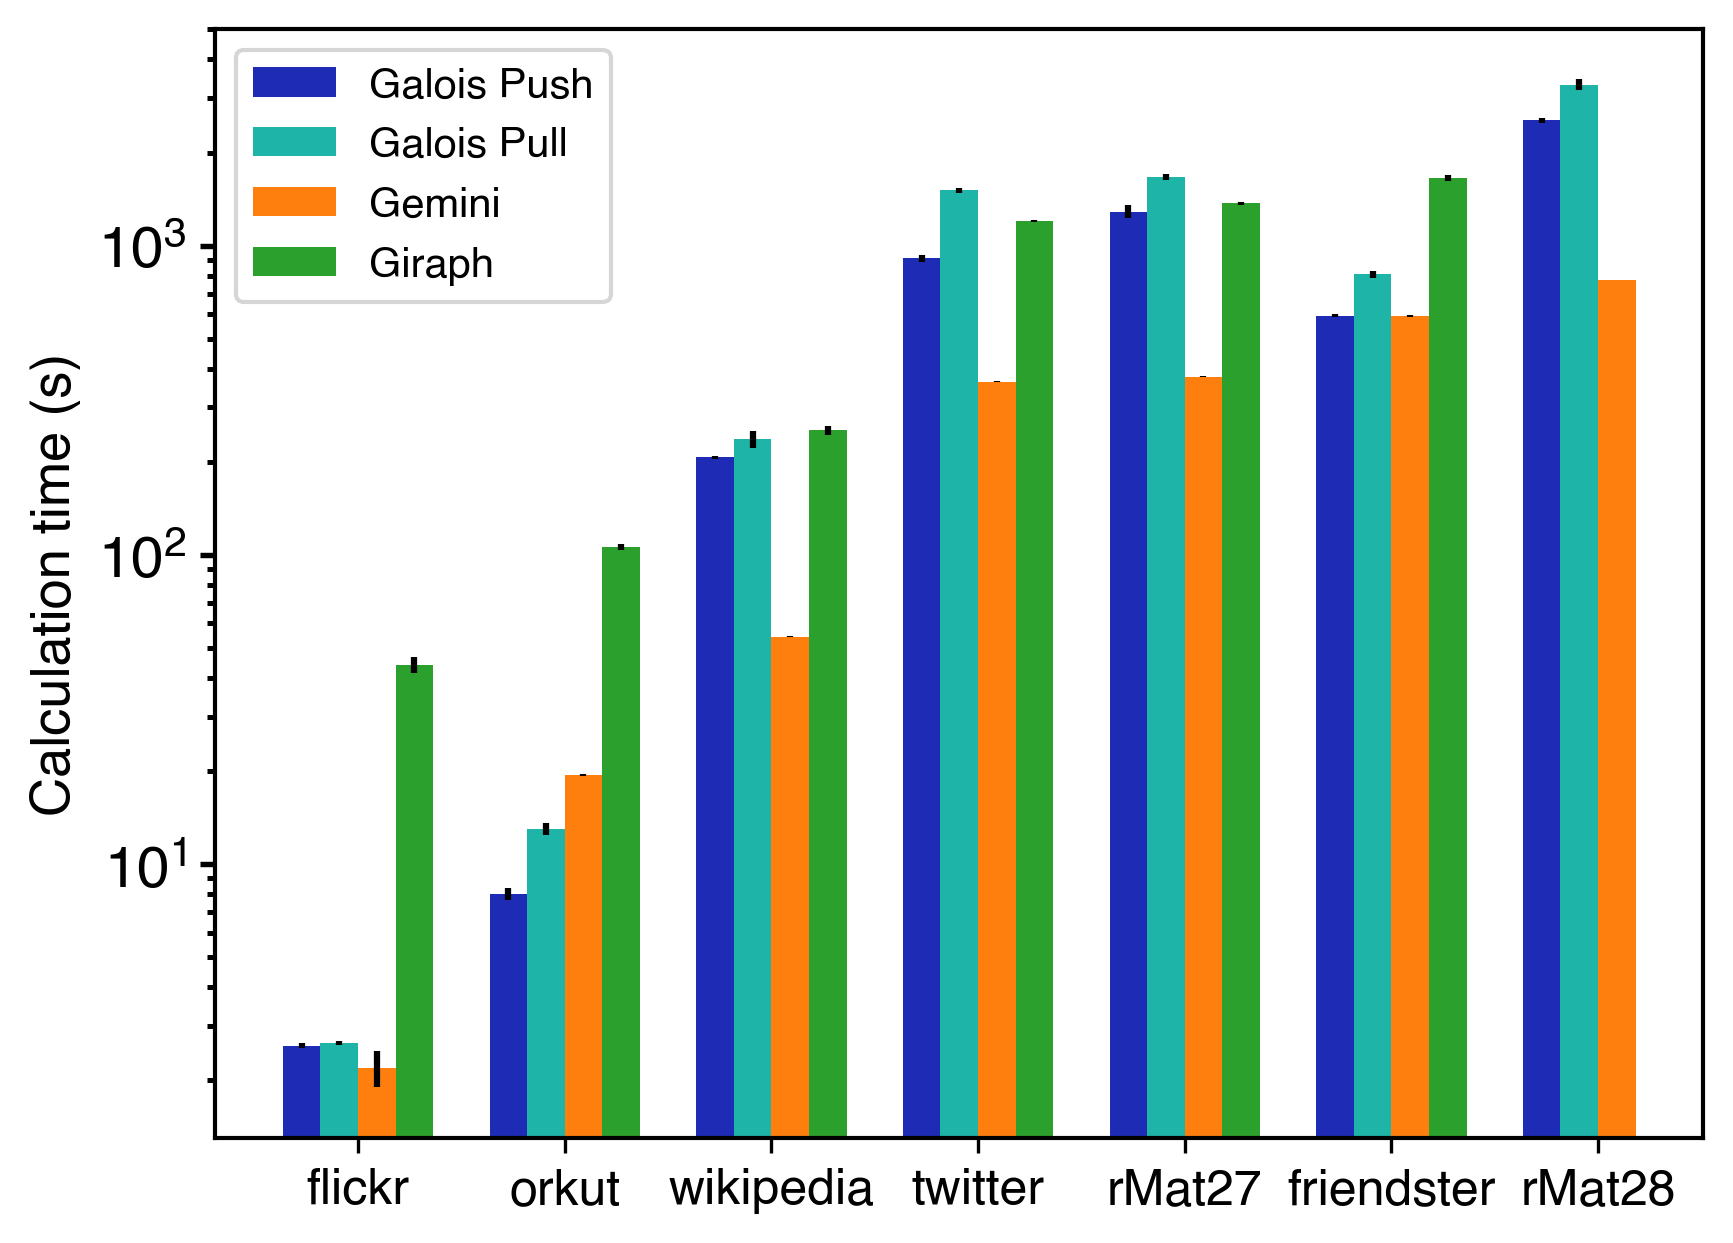 Galois Push
Galois Pull
Gemini
Giraph
Calculation time (s)
10³
10²
10¹
flickr orkut wikipedia twitter rMat27 friendster rMat28